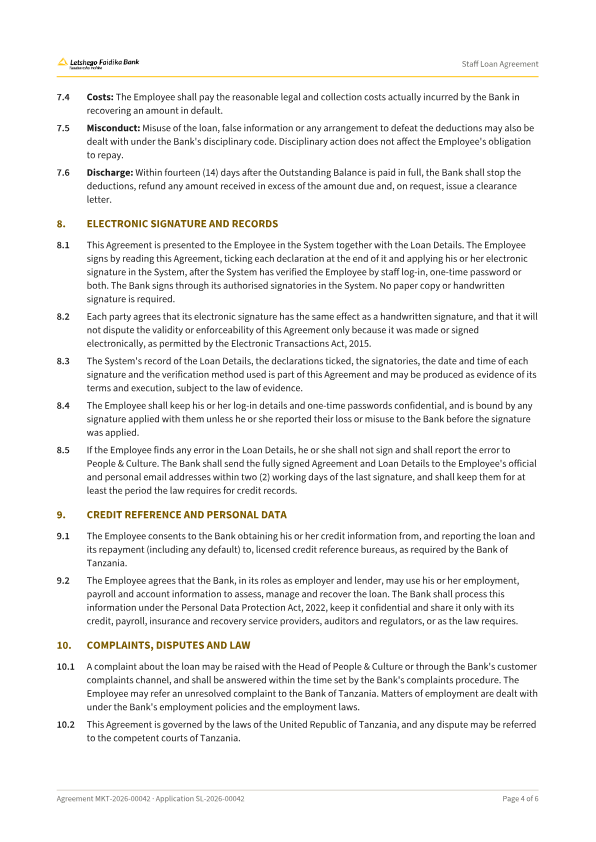 Letshego Faidika Bank
Staff Loan Agreement
7.4 Costs: The Employee shall pay the reasonable legal and collection costs actually incurred by the Bank in
recovering an amount in default.
7.5 Misconduct: Misuse of the loan, false information or any arrangement to defeat the deductions may also be
dealt with under the Bank's disciplinary code. Disciplinary action does not affect the Employee's obligation
to repay.
7.6 Discharge: Within fourteen (14) days after the Outstanding Balance is paid in full, the Bank shall stop the
deductions, refund any amount received in excess of the amount due and, on request, issue a clearance
letter.
8. ELECTRONIC SIGNATURE AND RECORDS
8.1 This Agreement is presented to the Employee in the System together with the Loan Details. The Employee
signs by reading this Agreement, ticking each declaration at the end of it and applying his or her electronic
signature in the System, after the System has verified the Employee by staff log-in, one-time password or
both. The Bank signs through its authorised signatories in the System. No paper copy or handwritten
signature is required.
8.2 Each party agrees that its electronic signature has the same effect as a handwritten signature, and that it will
not dispute the validity or enforceability of this Agreement only because it was made or signed
electronically, as permitted by the Electronic Transactions Act, 2015.
8.3 The System's record of the Loan Details, the declarations ticked, the signatories, the date and time of each
signature and the verification method used is part of this Agreement and may be produced as evidence of its
terms and execution, subject to the law of evidence.
8.4 The Employee shall keep his or her log-in details and one-time passwords confidential, and is bound by any
signature applied with them unless he or she reported their loss or misuse to the Bank before the signature
was applied.
8.5 If the Employee finds any error in the Loan Details, he or she shall not sign and shall report the error to
People & Culture. The Bank shall send the fully signed Agreement and Loan Details to the Employee's official
and personal email addresses within two (2) working days of the last signature, and shall keep them for at
least the period the law requires for credit records.
9. CREDIT REFERENCE AND PERSONAL DATA
9.1 The Employee consents to the Bank obtaining his or her credit information from, and reporting the loan and
its repayment (including any default) to, licensed credit reference bureaus, as required by the Bank of
Tanzania.
9.2 The Employee agrees that the Bank, in its roles as employer and lender, may use his or her employment,
payroll and account information to assess, manage and recover the loan. The Bank shall process this
information under the Personal Data Protection Act, 2022, keep it confidential and share it only with its
credit, payroll, insurance and recovery service providers, auditors and regulators, or as the law requires.
10. COMPLAINTS, DISPUTES AND LAW
10.1 A complaint about the loan may be raised with the Head of People & Culture or through the Bank's customer
complaints channel, and shall be answered within the time set by the Bank's complaints procedure. The
Employee may refer an unresolved complaint to the Bank of Tanzania. Matters of employment are dealt with
under the Bank's employment policies and the employment laws.
10.2 This Agreement is governed by the laws of the United Republic of Tanzania, and any dispute may be referred
to the competent courts of Tanzania.
Agreement MKT-2026-00042 · Application SL-2026-00042
Page 4 of 6